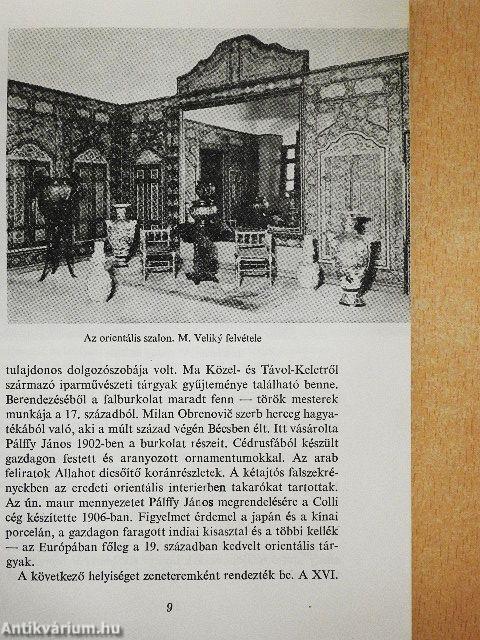 Az orientális szalon. M. Veliký felvétele
tulajdonos dolgozószobája volt. Ma Közel- és Távol-Keletről
származó iparművészeti tárgyak gyűjteménye található benne.
Berendezéséből a falburkolat maradt fenn — török mesterek
munkája a 17. századból. Milan Obrenovič szerb herceg hagya-
tékából való, aki a múlt század végén Bécsben élt. Itt vásárolta
Pálffy János 1902-ben a burkolat részeit. Cédrusfából készült
gazdagon festett és aranyozott ornamentumokkal. Az arab
feliratok Allahot dicsőítő koránrészletek. A kétajtós falszekré-
nyekben az eredeti orientális interierben takarókat tartottak.
Az ún. maur mennyezetet Pálffy János megrendelésére a Colli
cég készítette 1906-ban. Figyelmet érdemel a japán és a kínai
porcelán, a gazdagon faragott indiai kisasztal és a többi kellék
— az Európában főleg a 19. században kedvelt orientális tár-
gyak.
A következő helyiséget zeneteremként rendezték be. A XVI.
9
Antikvárium.hu